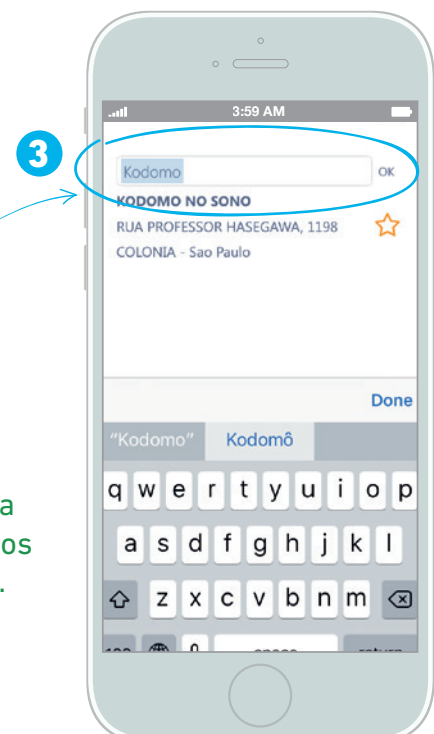 3
3:59 AM
Kodomo OK
KODOMO NO SONO
RUA PROFESSOR HASEGAWA, 1198
COLONIA - Sao Paulo
Done
"Kodomo" Kodomô
q w e r t y u i o p
a s d f g h j k l
z x c v b n m
a
os
.